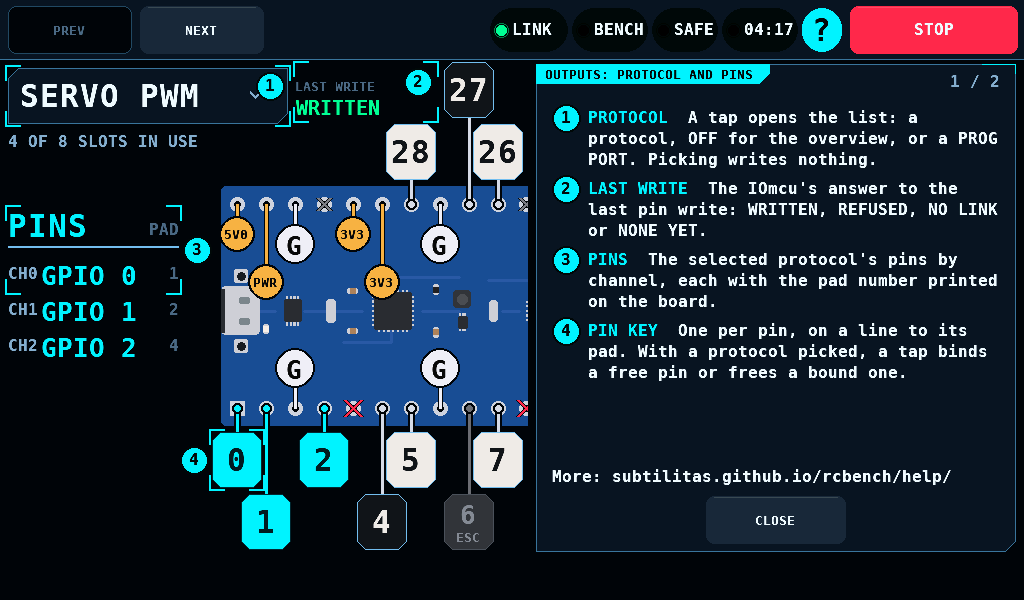 PREV
NEXT
LINK
BENCH
SAFE
04:17
?
STOP
SERVO PWM
1
LAST WRITE
WRITTEN
2
4 OF 8 SLOTS IN USE
27
28
26
PINS
PAD
3
CH0 GPIO 0 1
CH1 GPIO 1 2
CH2 GPIO 2 4
5V0
G
3V3
G
PWR
3V3
G
G
4
0
2
5
7
1
4
6
ESC
OUTPUTS: PROTOCOL AND PINS
1 / 2
1 PROTOCOL A tap opens the list: a
protocol, OFF for the overview, or a PROG
PORT. Picking writes nothing.
2 LAST WRITE The IOmcu's answer to the
last pin write: WRITTEN, REFUSED, NO LINK
or NONE YET.
3 PINS The selected protocol's pins by
channel, each with the pad number printed
on the board.
4 PIN KEY One per pin, on a line to its
pad. With a protocol picked, a tap binds
a free pin or frees a bound one.
More: subtilitas.github.io/rcbench/help/
CLOSE